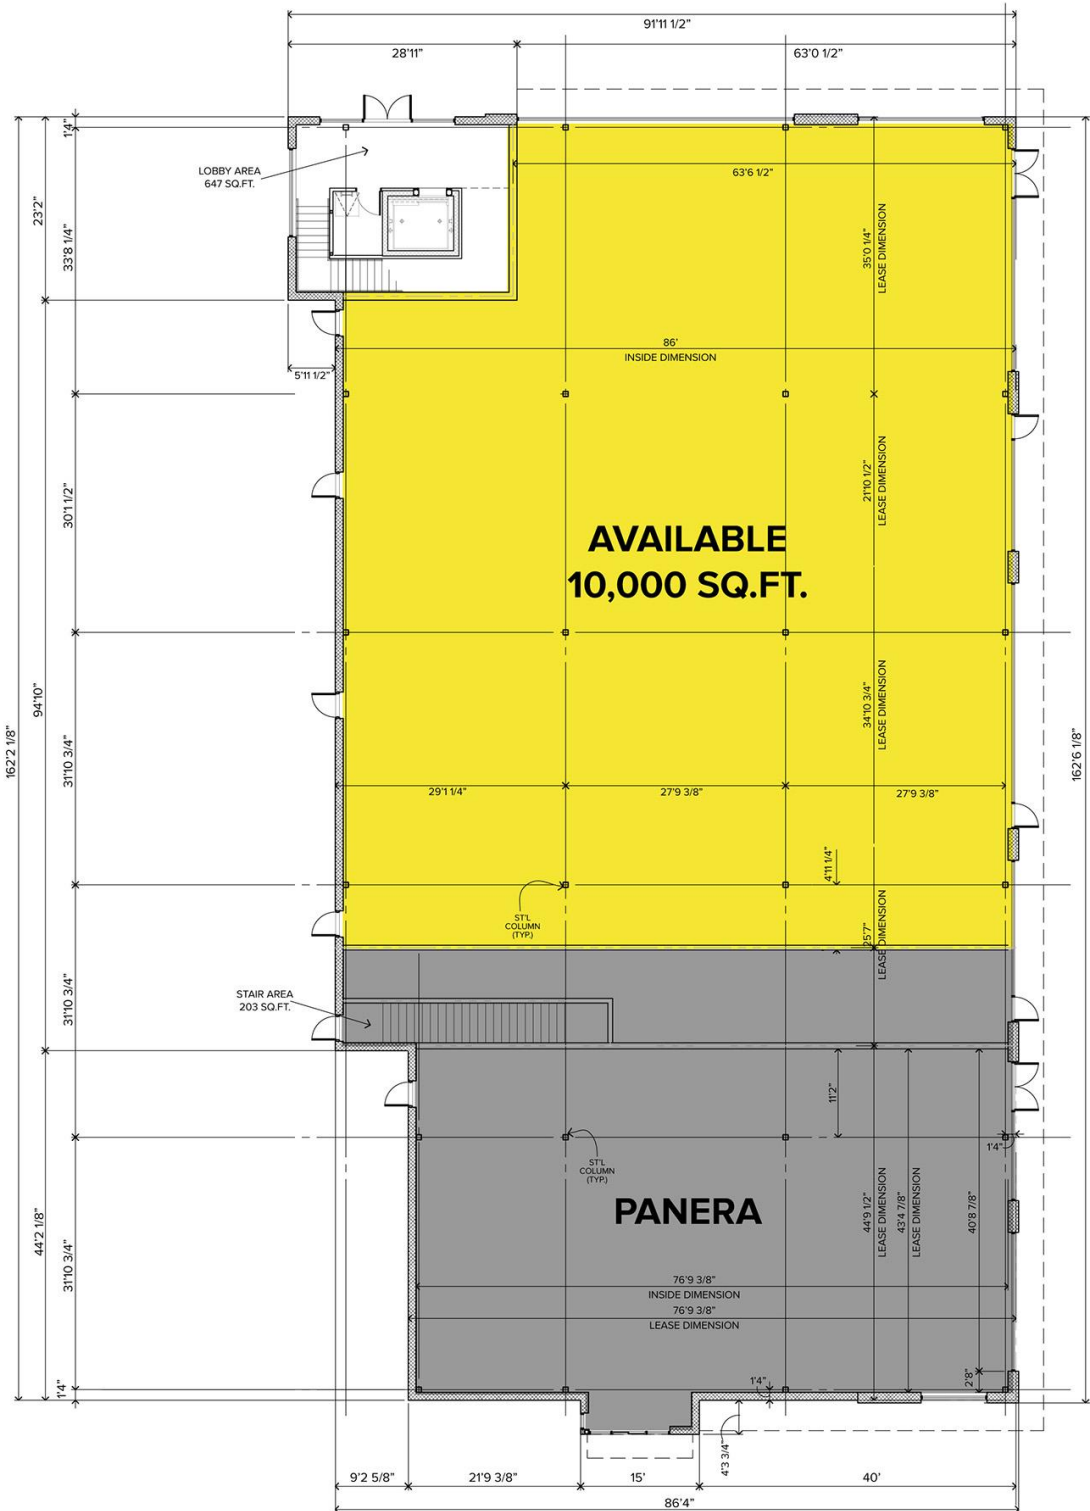 91'11 1/2"
28'11"
63'0 1/2"
1'4"
LOBBY AREA
647 SQ.FT.
63'6 1/2"
23'2"
33'8 1/4"
35'0 1/4"
LEASE DIMENSION
86'
INSIDE DIMENSION
5'11 1/2"
30'1 1/2"
21'10 1/2"
LEASE DIMENSION
AVAILABLE
10,000 SQ.FT.
94'10"
162'2 1/8"
31'10 3/4"
34'10 3/4"
LEASE DIMENSION
162'6 1/8"
29'1 1/4"
27'9 3/8"
27'9 3/8"
4'11 1/4"
ST'L
COLUMN
(TYP.)
25'7"
LEASE DIMENSION
STAIR AREA
203 SQ.FT.
31'10 3/4"
11'2"
1'4"
ST'L
COLUMN
(TYP.)
PANERA
44'2 1/8"
31'10 3/4"
44'9 1/2"
LEASE DIMENSION
43'4 7/8"
LEASE DIMENSION
40'8 7/8"
76'9 3/8"
INSIDE DIMENSION
76'9 3/8"
LEASE DIMENSION
1'4"
1'4"
2'8"
4'3 3/4"
9'2 5/8"
21'9 3/8"
15'
40'
86'4"